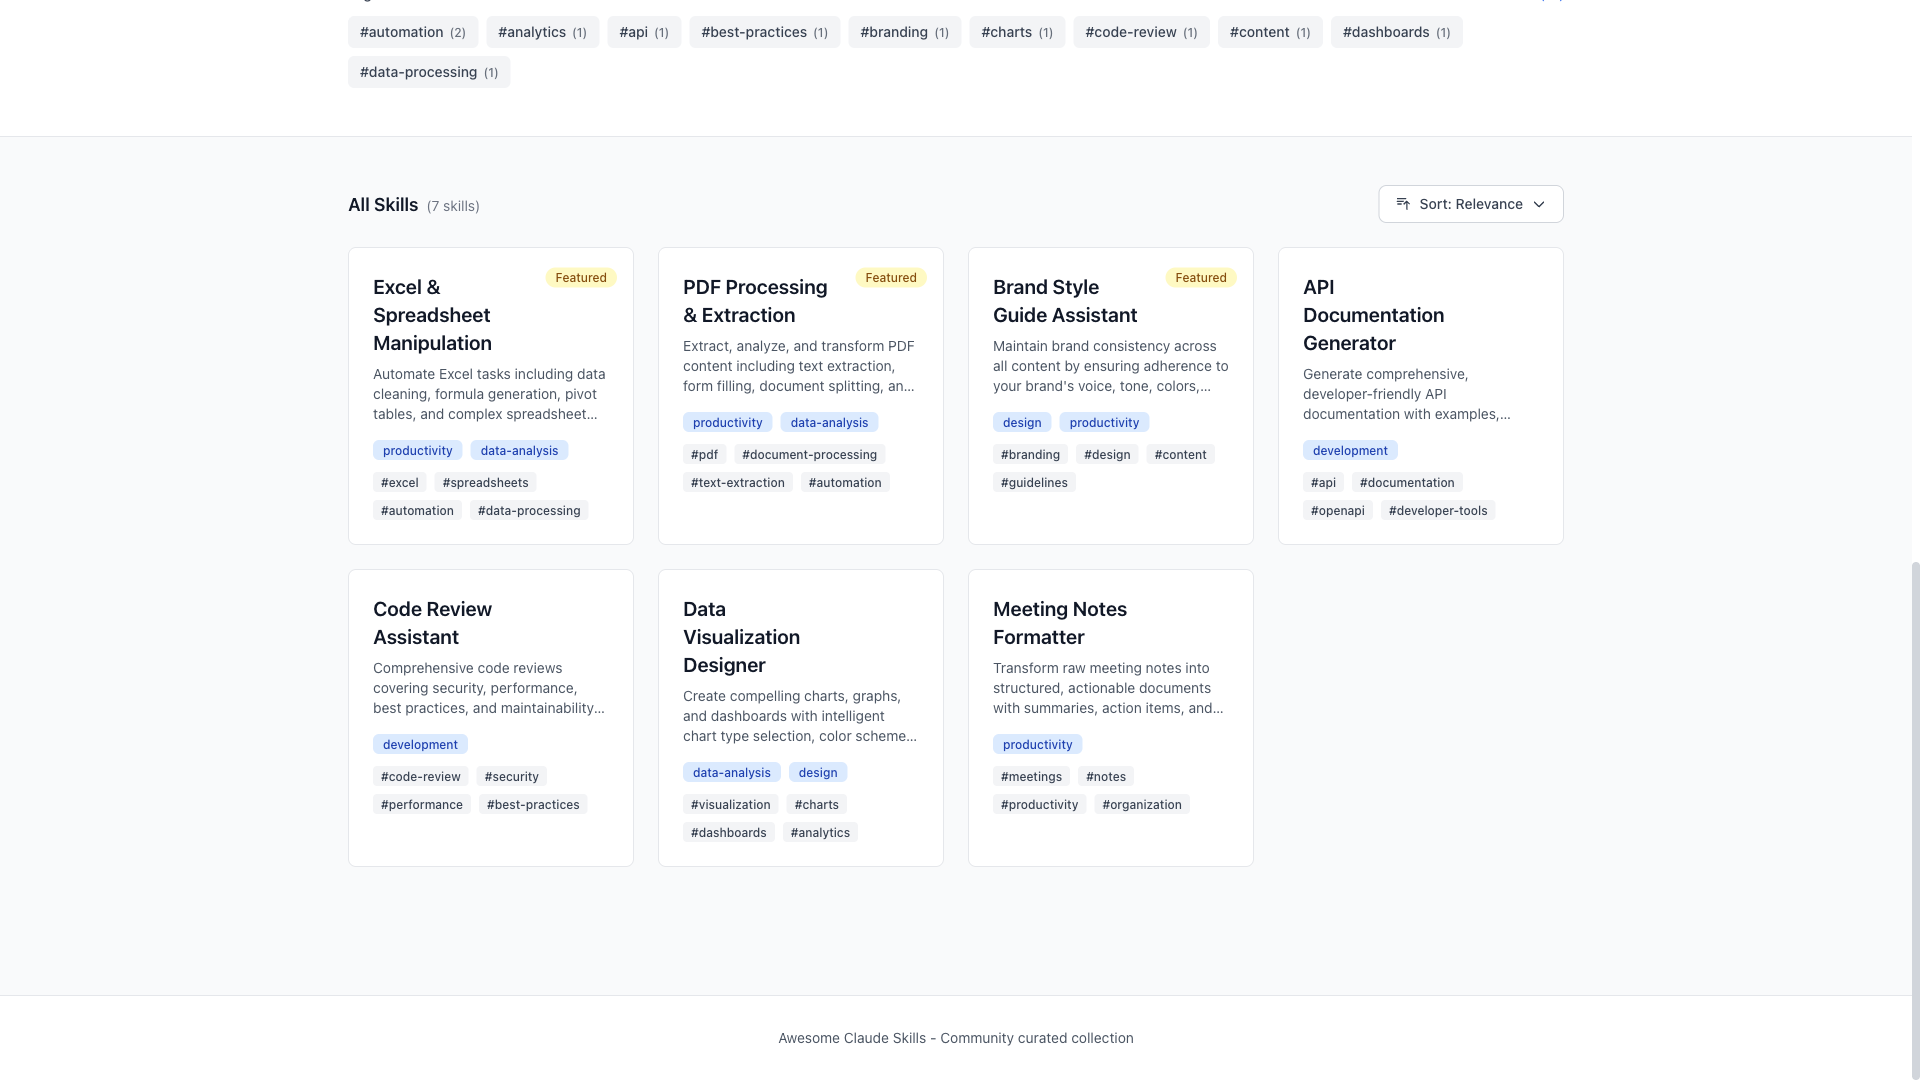 #automation (2) #analytics (1) #api (1) #best-practices (1) #branding (1) #charts (1) #code-review (1) #content (1) #dashboards (1)
#data-processing (1)
All Skills (7 skills)
Sort: Relevance
Excel &
Spreadsheet
Manipulation
Featured
Automate Excel tasks including data
cleaning, formula generation, pivot
tables, and complex spreadsheet...
productivity data-analysis
#excel #spreadsheets
#automation #data-processing
PDF Processing
& Extraction
Featured
Extract, analyze, and transform PDF
content including text extraction,
form filling, document splitting, an...
productivity data-analysis
#pdf #document-processing
#text-extraction #automation
Brand Style
Guide Assistant
Featured
Maintain brand consistency across
all content by ensuring adherence to
your brand's voice, tone, colors,...
design productivity
#branding #design #content
#guidelines
API
Documentation
Generator
Generate comprehensive,
developer-friendly API
documentation with examples,...
development
#api #documentation
#openapi #developer-tools
Code Review
Assistant
Comprehensive code reviews
covering security, performance,
best practices, and maintainability...
development
#code-review #security
#performance #best-practices
Data
Visualization
Designer
Create compelling charts, graphs,
and dashboards with intelligent
chart type selection, color scheme...
data-analysis design
#visualization #charts
#dashboards #analytics
Meeting Notes
Formatter
Transform raw meeting notes into
structured, actionable documents
with summaries, action items, and...
productivity
#meetings #notes
#productivity #organization
Awesome Claude Skills - Community curated collection